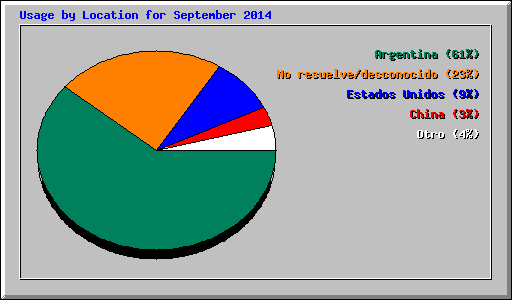 Usage by Location for September 2014
Argentina (61%)
No resuelve/desconocido (23%)
Estados Unidos (9%)
China (3%)
Otro (4%)